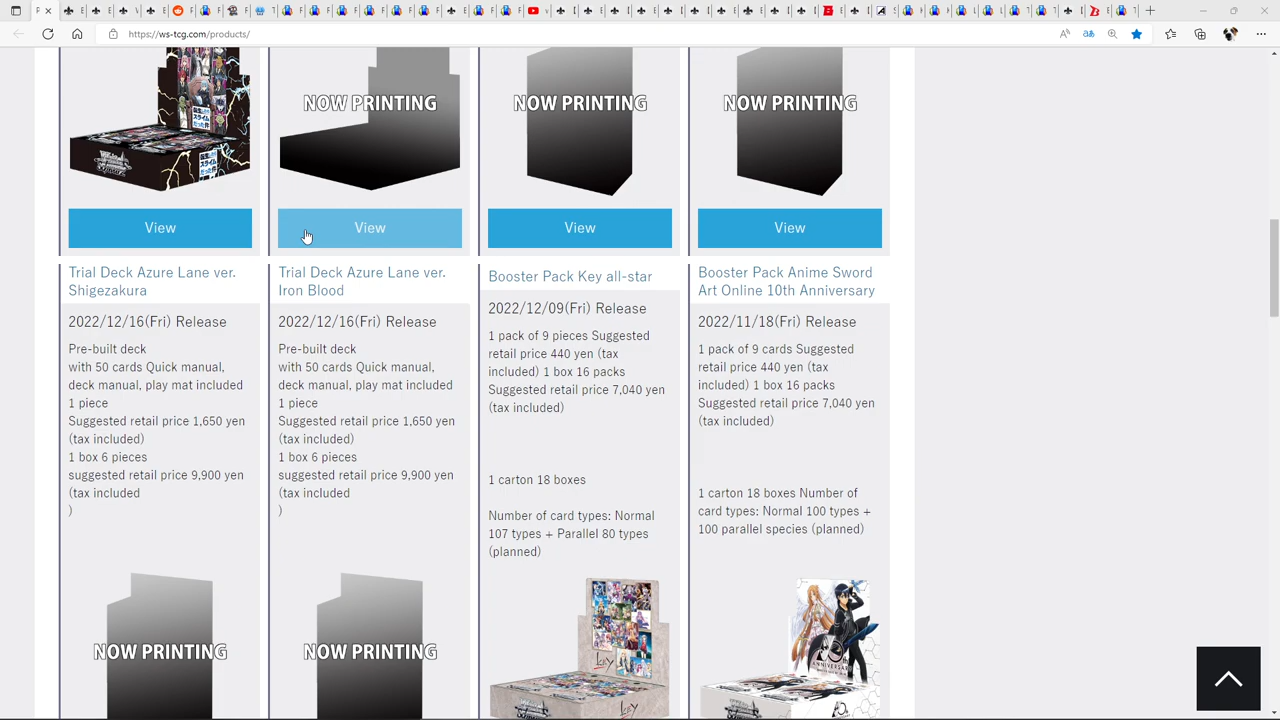 https://ws-tcg.com/products/
NOW PRINTING
NOW PRINTING
NOW PRINTING
View
View
View
View
Trial Deck Azure Lane ver.
Shigezakura
2022/12/16(Fri) Release
Pre-built deck
with 50 cards Quick manual,
deck manual, play mat included
1 piece
Suggested retail price 1,650 yen
(tax included)
1 box 6 pieces
suggested retail price 9,900 yen
(tax included
)
NOW PRINTING
Trial Deck Azure Lane ver.
Iron Blood
2022/12/16(Fri) Release
Pre-built deck
with 50 cards Quick manual,
deck manual, play mat included
1 piece
Suggested retail price 1,650 yen
(tax included)
1 box 6 pieces
suggested retail price 9,900 yen
(tax included
)
NOW PRINTING
Booster Pack Key all-star
2022/12/09(Fri) Release
1 pack of 9 pieces Suggested
retail price 440 yen (tax
included) 1 box 16 packs
Suggested retail price 7,040 yen
(tax included)
1 carton 18 boxes
Number of card types: Normal
107 types + Parallel 80 types
(planned)
Key
Booster Pack Anime Sword
Art Online 10th Anniversary
2022/11/18(Fri) Release
1 pack of 9 cards Suggested
retail price 440 yen (tax
included) 1 box 16 packs
Suggested retail price 7,040 yen
(tax included)
1 carton 18 boxes Number of
card types: Normal 100 types +
100 parallel species (planned)
ANNIVERSARY